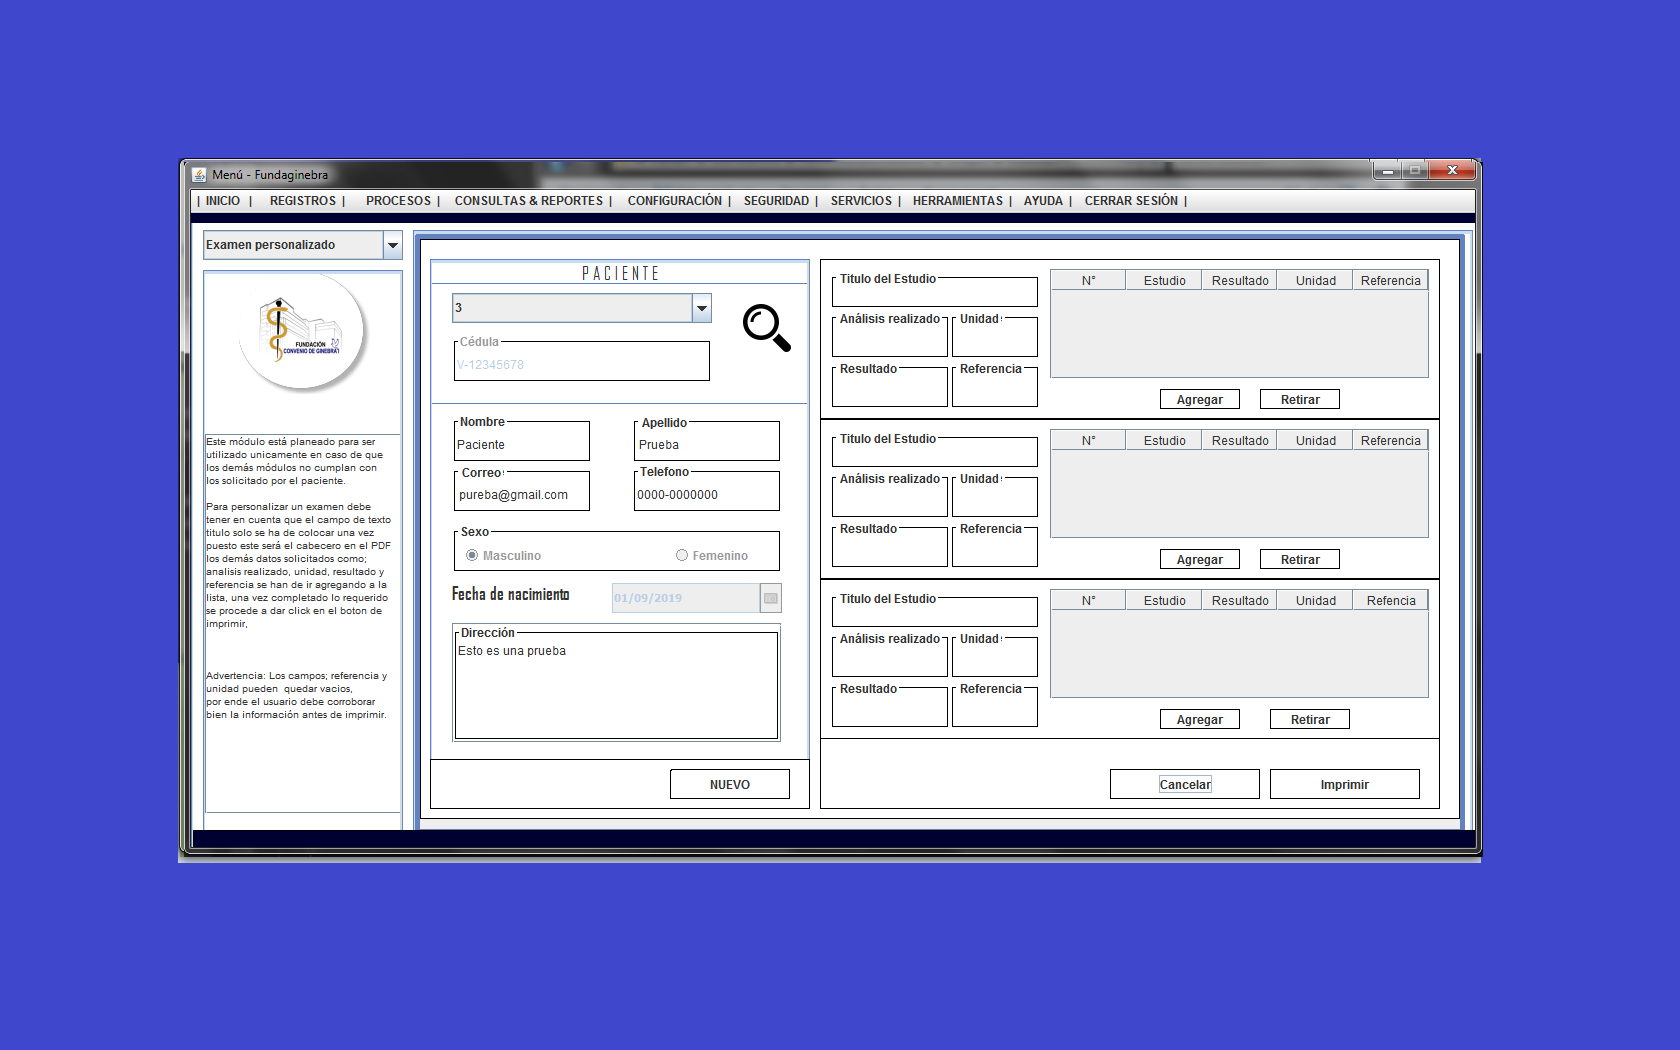 Menú - Fundaginebra
| INICIO | REGISTROS | PROCESOS | CONSULTAS & REPORTES | CONFIGURACIÓN | SEGURIDAD | SERVICIOS | HERRAMIENTAS | AYUDA | CERRAR SESIÓN |
Examen personalizado
FUNDACIÓN
CONVENIO DE GINEBRA
Este módulo está planeado para ser
utilizado unicamente en caso de que
los demás módulos no cumplan con
los solicitado por el paciente.
Para personalizar un examen debe
tener en cuenta que el campo de texto
titulo solo se ha de colocar una vez
puesto este será el cabecero en el PDF
los demás datos solicitados como;
analisis realizado, unidad, resultado y
referencia se han de ir agregando a la
lista, una vez completado lo requerido
se procede a dar click en el boton de
imprimir,
Advertencia: Los campos; referencia y
unidad pueden quedar vacios,
por ende el usuario debe corroborar
bien la información antes de imprimir.
PACIENTE
3
Cédula
V-12345678
Nombre
Paciente
Apellido
Prueba
Correo
pureba@gmail.com
Telefono
0000-0000000
Sexo
Masculino
Femenino
Fecha de nacimiento
01/09/2019
Dirección
Esto es una prueba
NUEVO
Titulo del Estudio
Análisis realizado
Unidad
Resultado
Referencia
N° Estudio Resultado Unidad Referencia
Agregar
Retirar
Titulo del Estudio
Análisis realizado
Unidad
Resultado
Referencia
N° Estudio Resultado Unidad Referencia
Agregar
Retirar
Titulo del Estudio
Análisis realizado
Unidad
Resultado
Referencia
N° Estudio Resultado Unidad Refencia
Agregar
Retirar
Cancelar
Imprimir